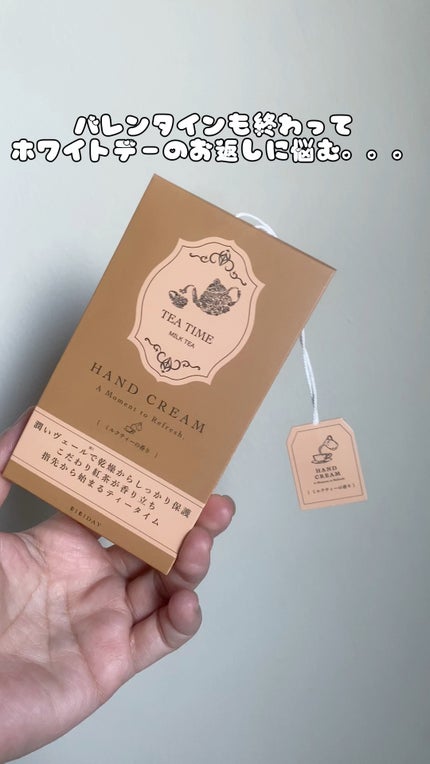 バレンタインも終わって
ホワイトデーのお返しに悩む。。。
TEA TIME
MILK TEA
HAND CREAM
A Moment to Refresh.
[ ミルクティーの香り ]
潤いヴェールで乾燥からしっかり保護
こだわり紅茶が香り立ち
指先から始まるティータイム
BIBIDAY
HAND
CREAM
A Moment to Refresh.
[ ミルクティーの香り ]